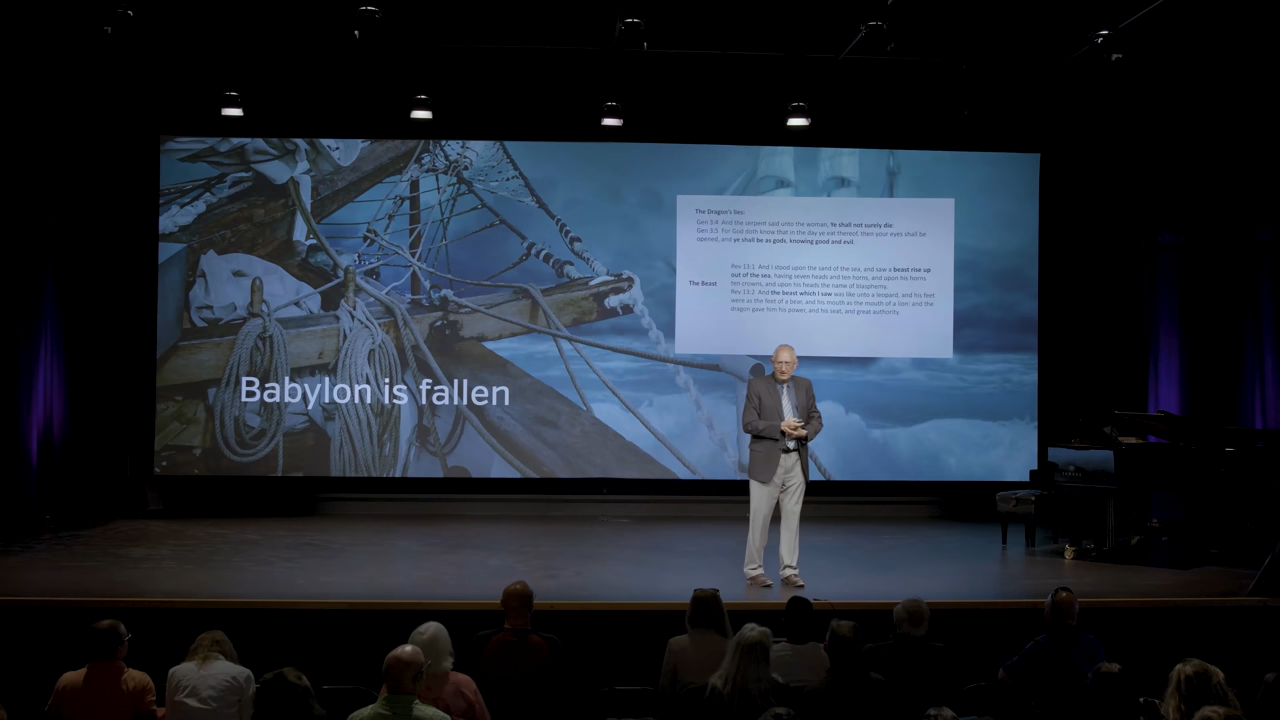 The Dragon's lies:
Gen 3:4 And the serpent said unto the woman, Ye shall not surely die:
Gen 3:5 For God doth know that in the day ye eat thereof, then your eyes shall be
opened, and ye shall be as gods, knowing good and evil.
Rev 13:1 And I stood upon the sand of the sea, and saw a beast rise up
out of the sea, having seven heads and ten horns, and upon his horns
ten crowns, and upon his heads the name of blasphemy.
The Beast
Rev 13:2 And the beast which I saw was like unto a leopard, and his feet
were as the feet of a bear, and his mouth as the mouth of a lion: and the
dragon gave him his power, and his seat, and great authority.
Babylon is fallen